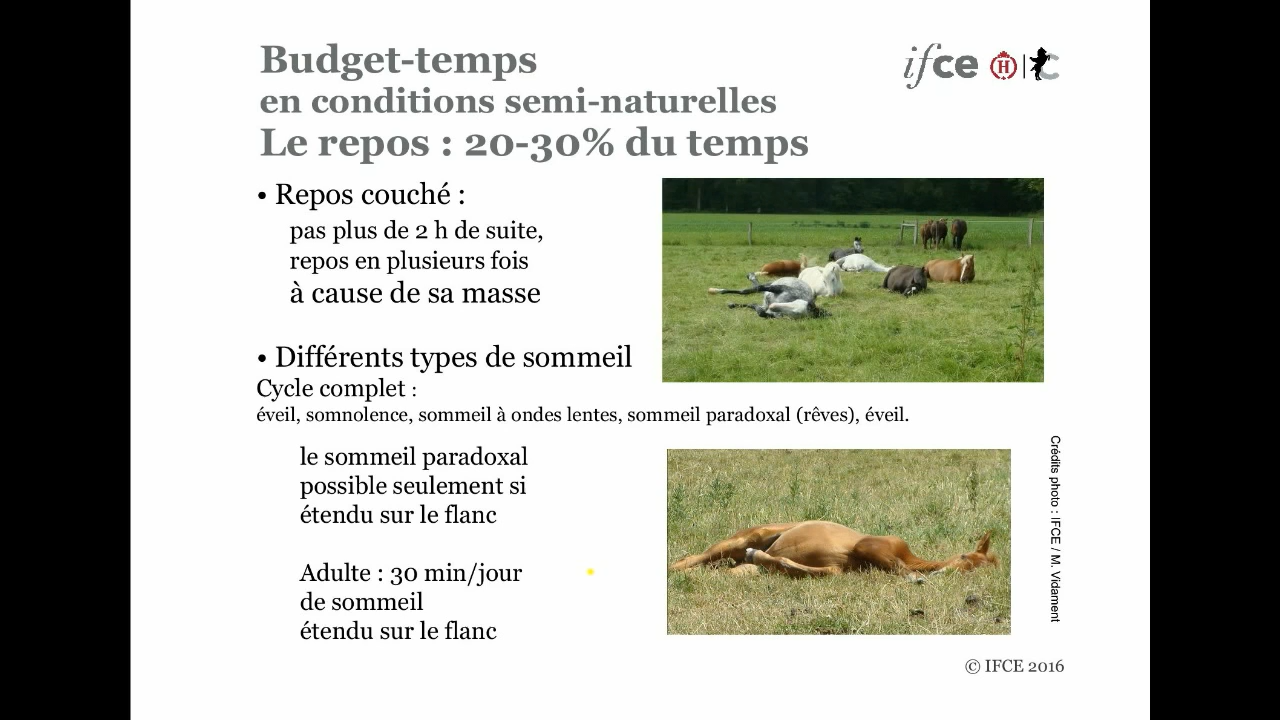 Budget-temps
en conditions semi-naturelles
Le repos : 20-30% du temps
ifce
H
• Repos couché :
pas plus de 2 h de suite,
repos en plusieurs fois
à cause de sa masse
• Différents types de sommeil
Cycle complet :
éveil, somnolence, sommeil à ondes lentes, sommeil paradoxal (rêves), éveil.
le sommeil paradoxal
possible seulement si
étendu sur le flanc
Adulte : 30 min/jour
de sommeil
étendu sur le flanc
Crédits photo : IFCE / M. Vidament
© IFCE 2016